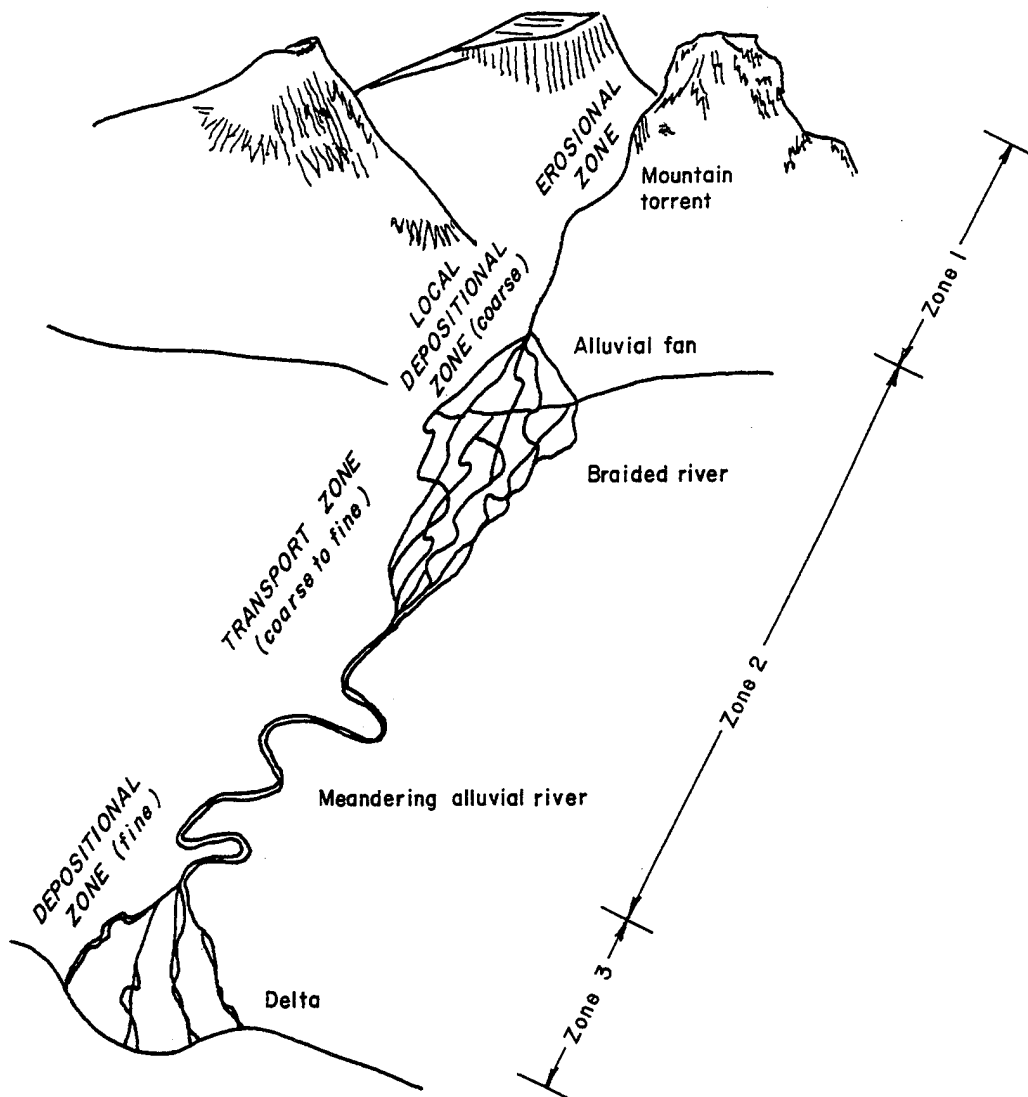 EROSIONAL
ZONE
Mountain
torrent
Zone 1
LOCAL
DEPOSITIONAL
ZONE (coarse)
Alluvial fan
Braided river
TRANSPORT ZONE
(coarse to fine)
Zone 2
Meandering alluvial river
DEPOSITIONAL
ZONE (fine)
Delta
Zone 3